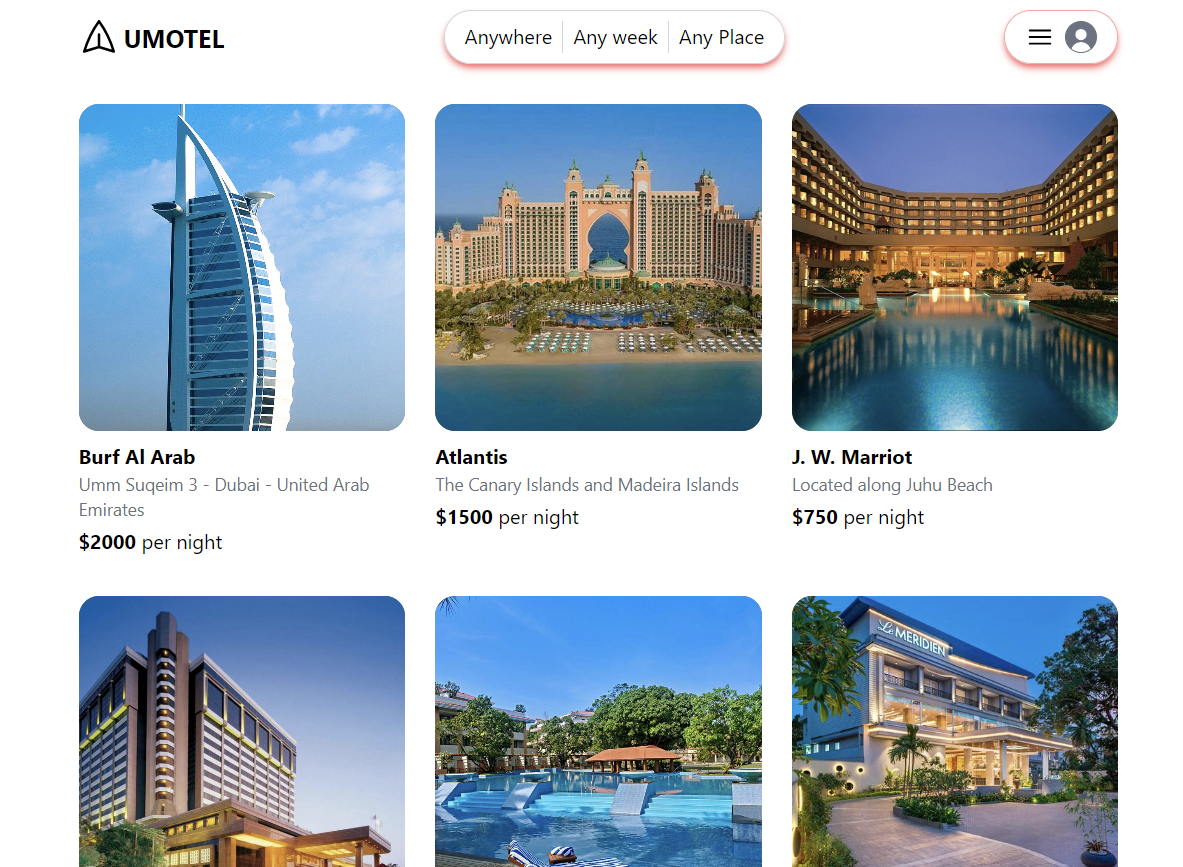 UMOTEL
Anywhere
Any week
Any Place
Burf Al Arab
Umm Suqeim 3 - Dubai - United Arab
Emirates
$2000 per night
Atlantis
The Canary Islands and Madeira Islands
$1500 per night
J. W. Marriot
Located along Juhu Beach
$750 per night
Le MERIDIEN